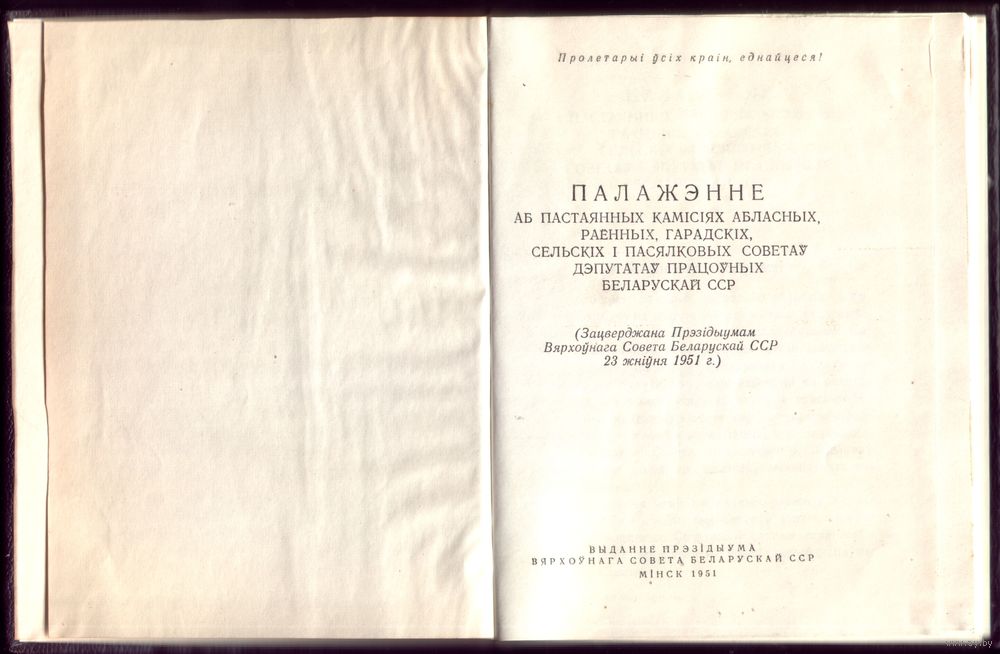 Пролетарыі ўсіх краін, еднайцеся!
ПАЛАЖЭННЕ
АБ ПАСТАЯННЫХ КАМІСІЯХ АБЛАСНЫХ,
РАЁННЫХ, ГАРАДСКІХ,
СЕЛЬСКІХ І ПАСЯЛКОВЫХ СОВЕТАЎ
ДЭПУТАТАЎ ПРАЦОЎНЫХ
БЕЛАРУСКАЙ ССР
(Зацверджана Прэзідыумам
Вярхоўнага Совета Беларускай ССР
23 жніўня 1951 г.)
ВЫДАННЕ ПРЭЗІДЫУМА
ВЯРХОЎНАГА СОВЕТА БЕЛАРУСКАЙ ССР
МІНСК 1951